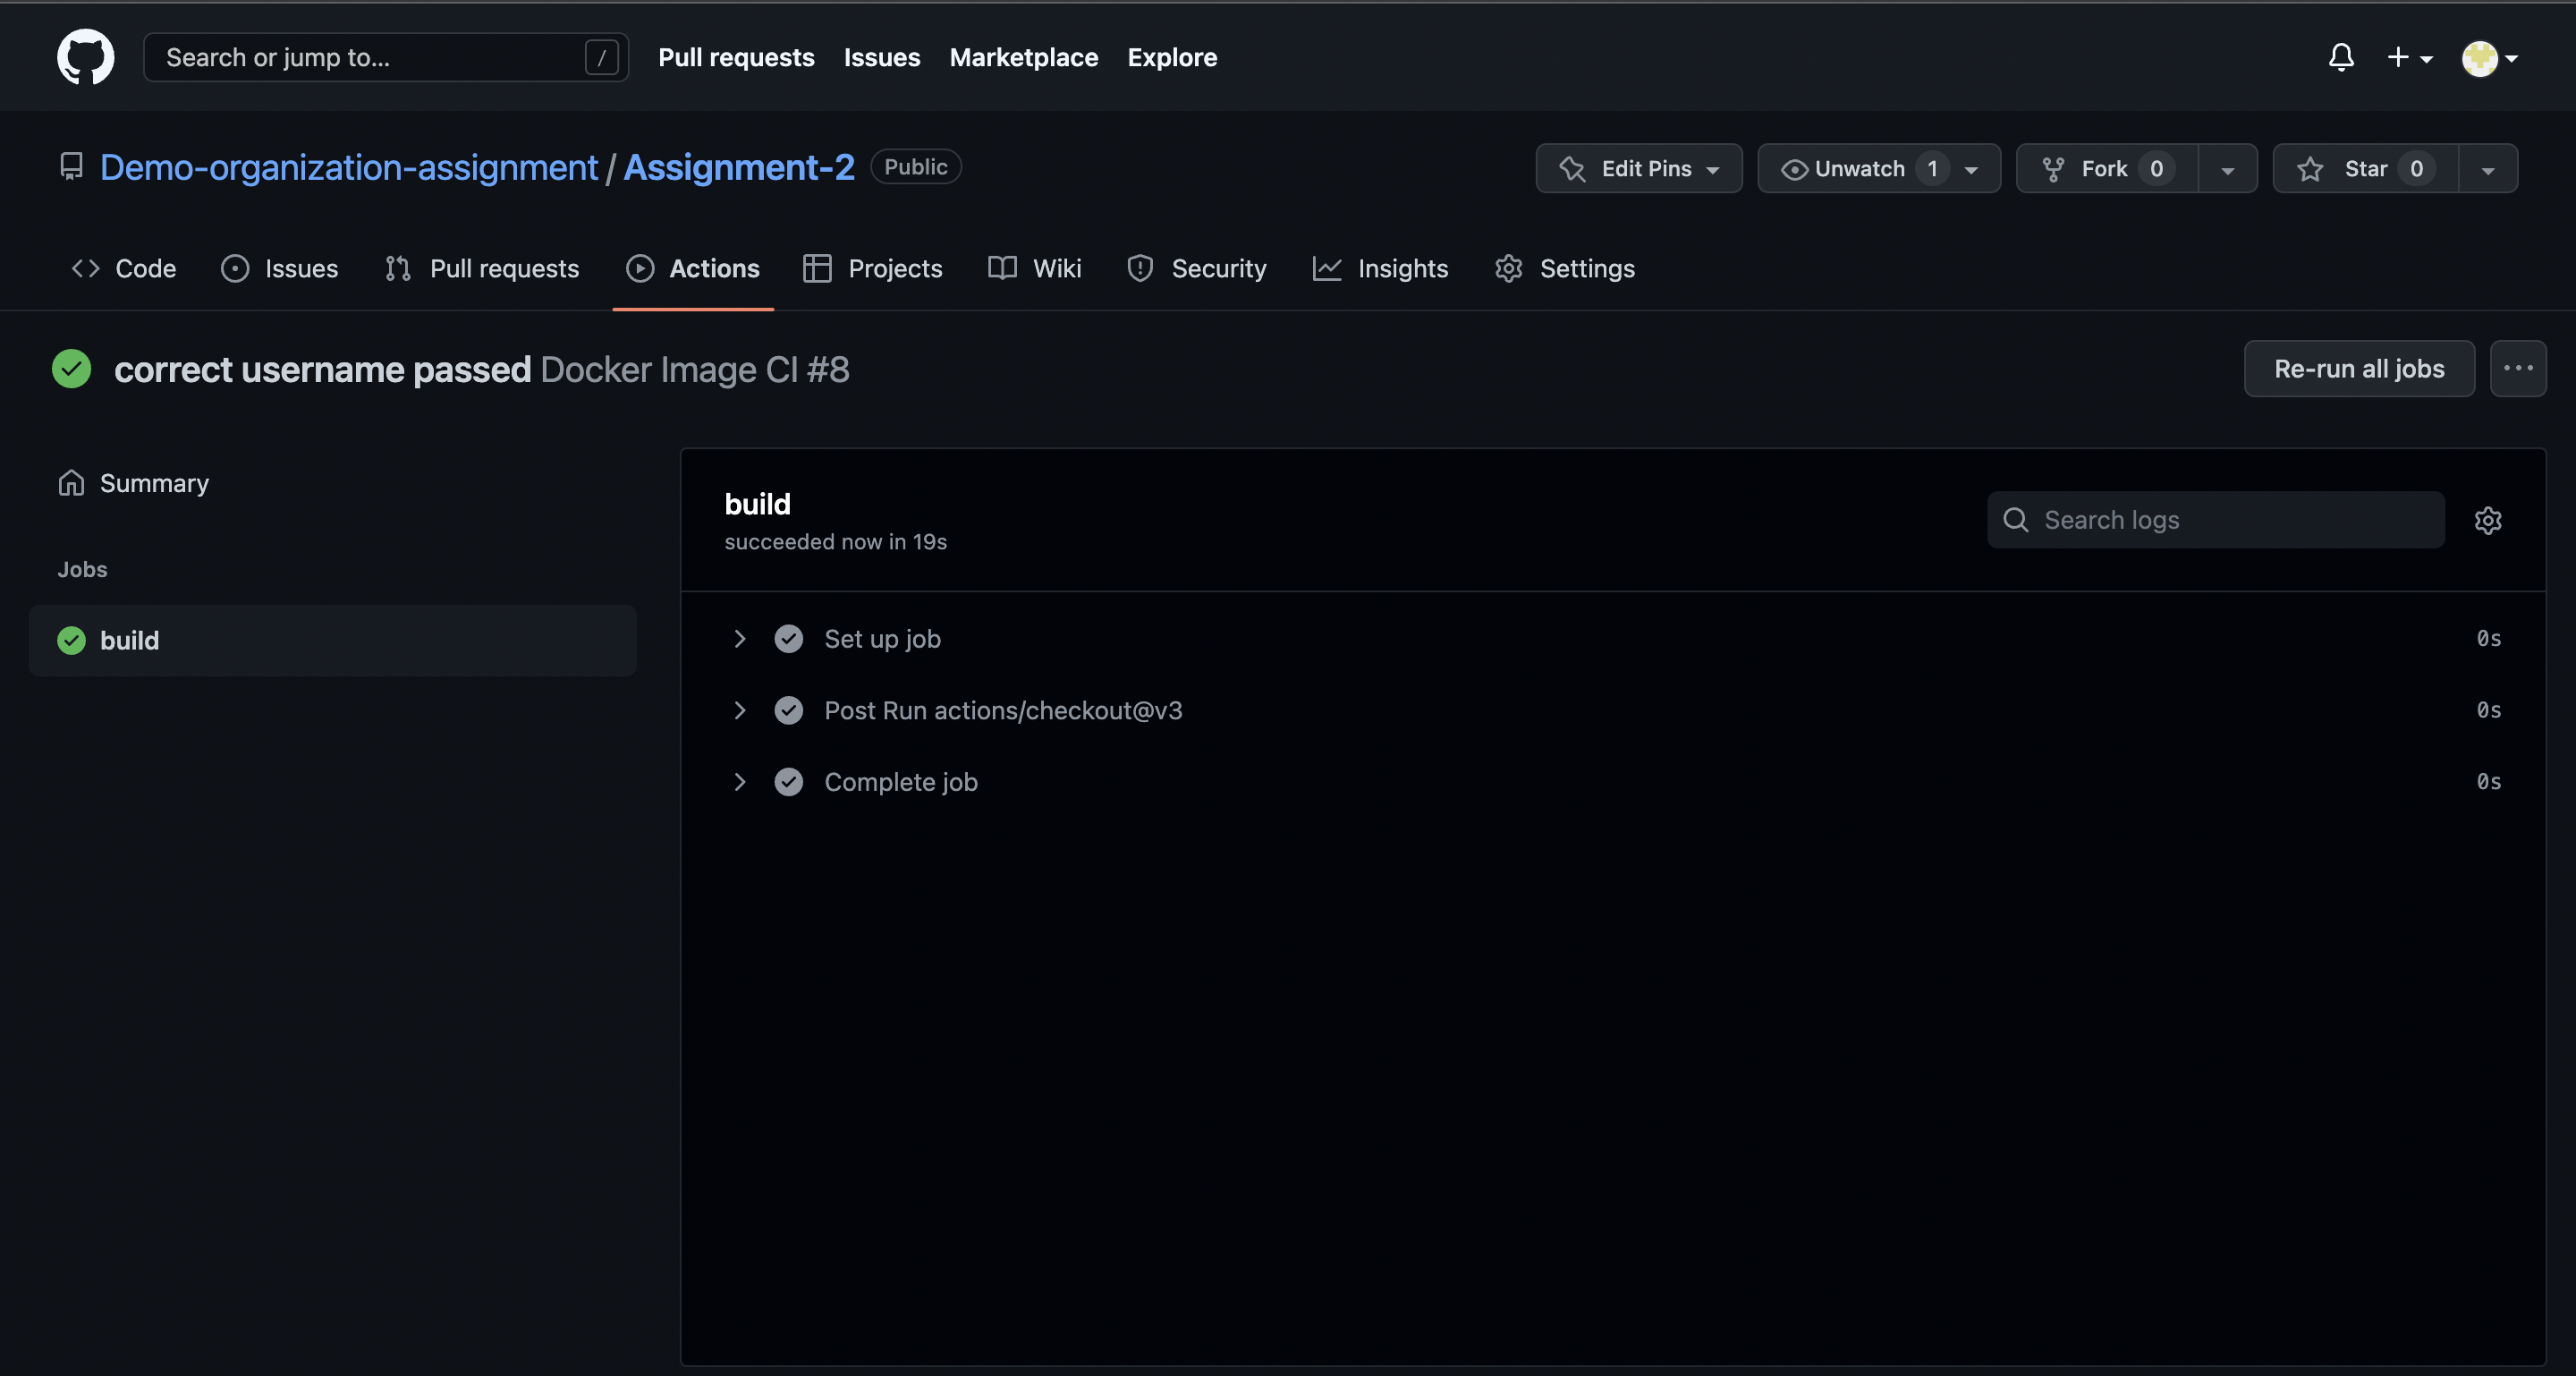 Search or jump to... /
Pull requests Issues Marketplace Explore
Demo-organization-assignment / Assignment-2 Public
Edit Pins Unwatch 1 Fork 0 Star 0
Code Issues Pull requests Actions Projects Wiki Security Insights Settings
correct username passed Docker Image CI #8
Re-run all jobs
Summary
Jobs
build
build
succeeded now in 19s
Search logs
Set up job 0s
Post Run actions/checkout@v3 0s
Complete job 0s